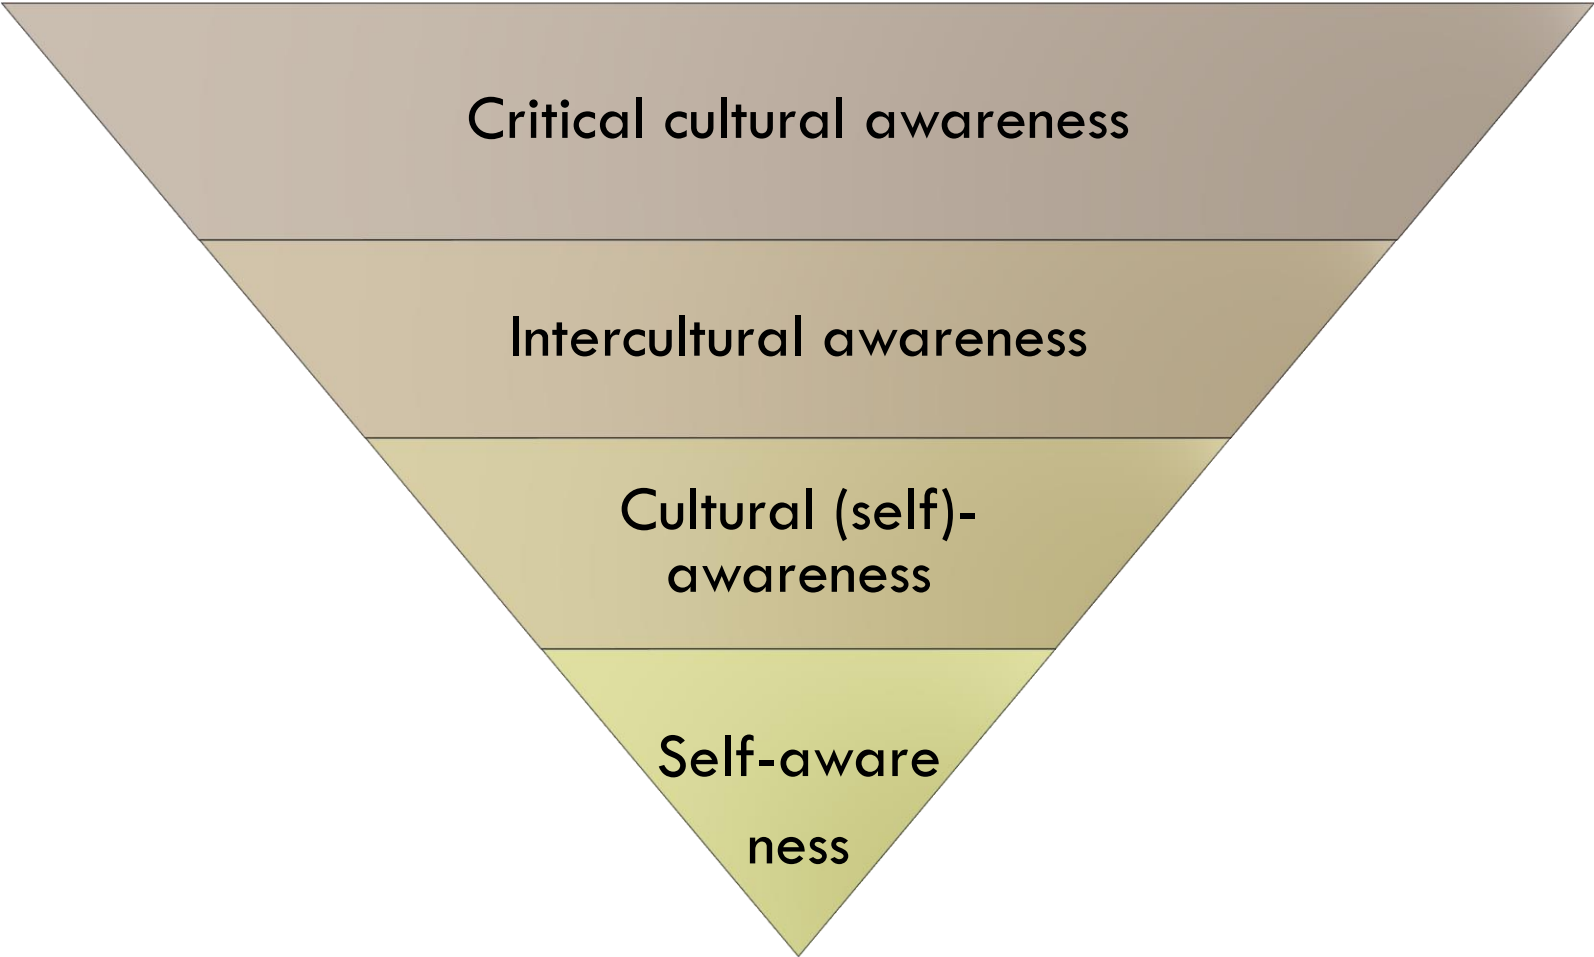 Critical cultural awareness
Intercultural awareness
Cultural (self)-
awareness
Self-aware
ness